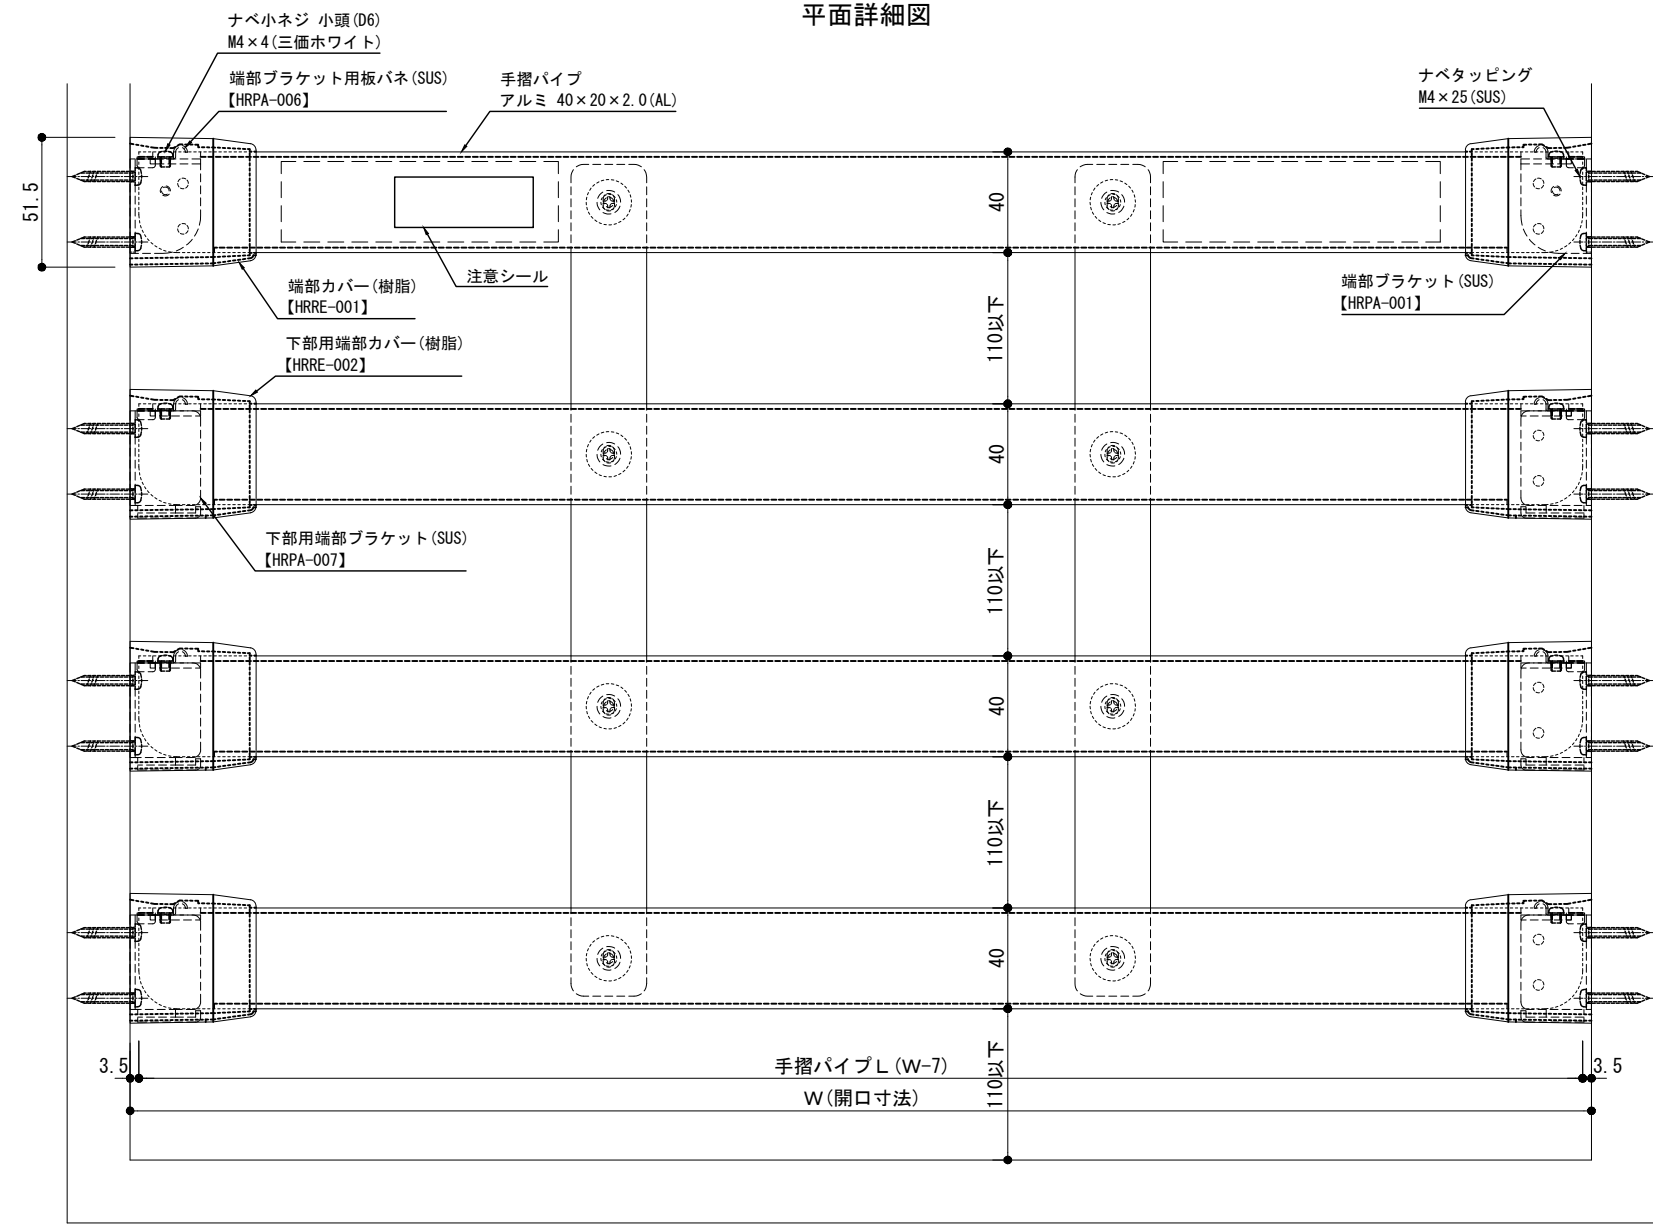 平面詳細図
ナベ小ネジ 小頭(D6)
M4×4(三価ホワイト)
端部ブラケット用板バネ(SUS)
【HRPA-006】
手摺パイプ
アルミ 40×20×2.0(AL)
ナベタッピング
M4×25(SUS)
51.5
40
注意シール
端部カバー(樹脂)
【HRRE-001】
端部ブラケット(SUS)
【HRPA-001】
110以下
下部用端部カバー(樹脂)
【HRRE-002】
40
下部用端部ブラケット(SUS)
【HRPA-007】
110以下
40
110以下
40
3.5
手摺パイプL(W-7)
3.5
W(開口寸法)
110以下